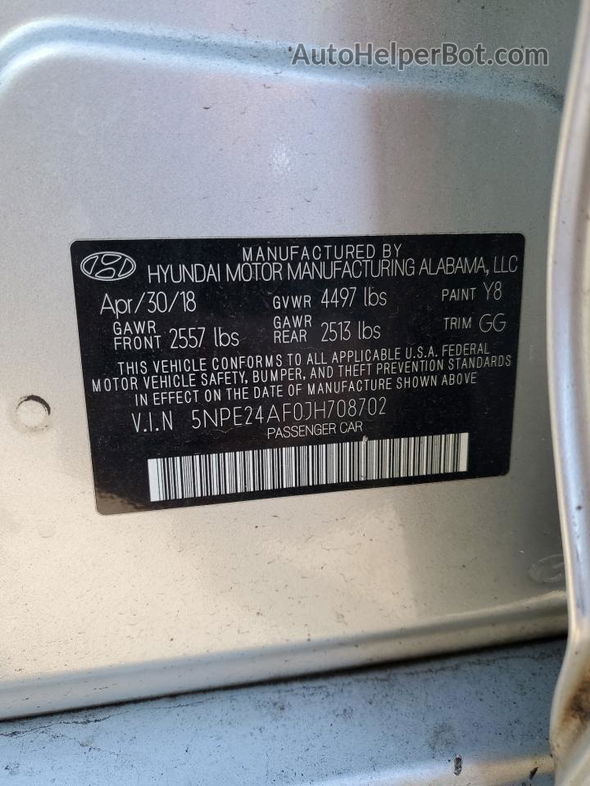 AutoHelperBot.com
MANUFACTURED BY
HYUNDAI MOTOR MANUFACTURING ALABAMA, LLC
Apr/30/18 GVWR 4497 lbs PAINT Y8
GAWR FRONT 2557 lbs GAWR REAR 2513 lbs TRIM GG
THIS VEHICLE CONFORMS TO ALL APPLICABLE U.S.A. FEDERAL
MOTOR VEHICLE SAFETY, BUMPER, AND THEFT PREVENTION STANDARDS
IN EFFECT ON THE DATE OF MANUFACTURE SHOWN ABOVE
V.I.N 5NPE24AF0JH708702
PASSENGER CAR